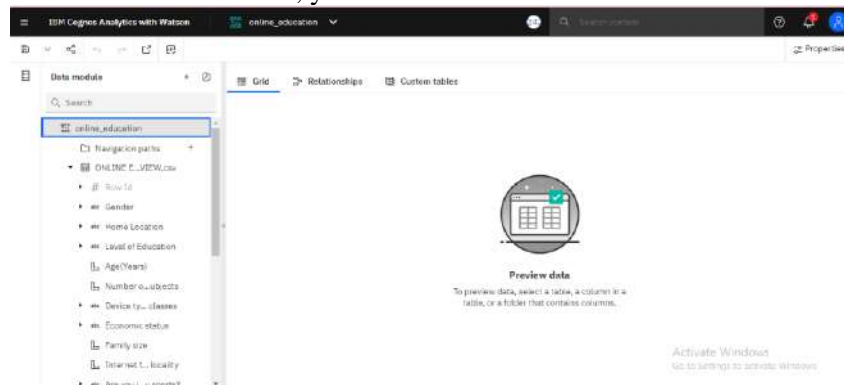 IBM Cognos Analytics with Watson
online_education
Search content
Properties
Data module
Grid
Relationships
Custom tables
Search
online_education
Navigation paths
ONLINE E...VIEW.csv
Row Id
Gender
Home Location
Level of Education
Age(Years)
Number o...ubjects
Device ty... classes
Economic status
Family size
Internet f... locality
Preview data
To preview data, select a table, a column in a
table, or a folder that contains columns.
Activate Windows
Go to Settings to activate Windows.